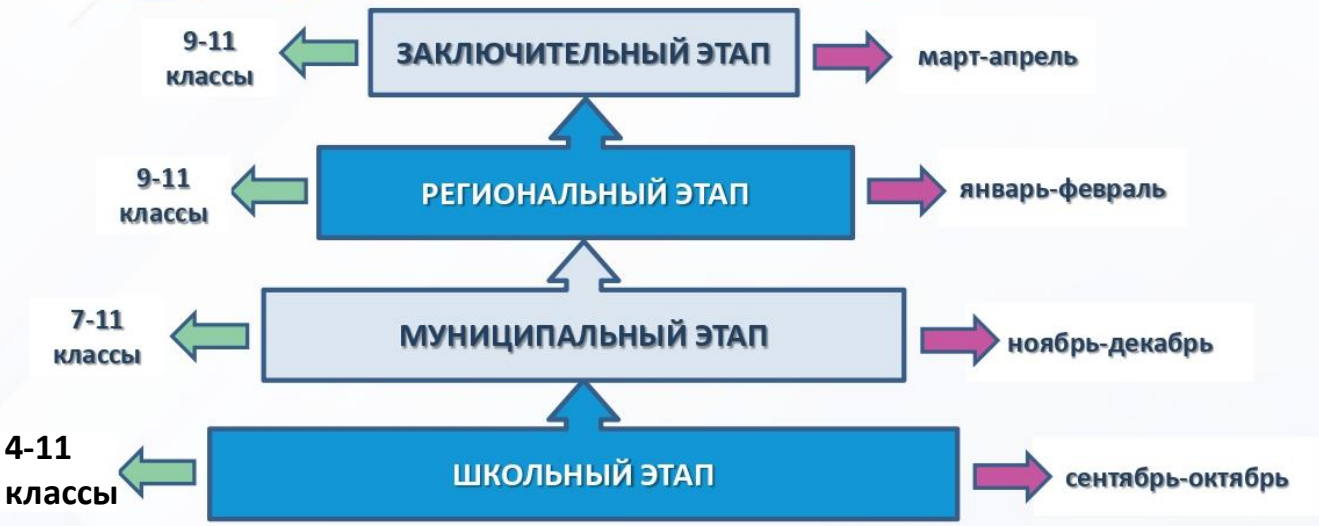 9-11
классы
ЗАКЛЮЧИТЕЛЬНЫЙ ЭТАП
март-апрель
9-11
классы
РЕГИОНАЛЬНЫЙ ЭТАП
январь-февраль
7-11
классы
МУНИЦИПАЛЬНЫЙ ЭТАП
ноябрь-декабрь
4-11
классы
ШКОЛЬНЫЙ ЭТАП
сентябрь-октябрь